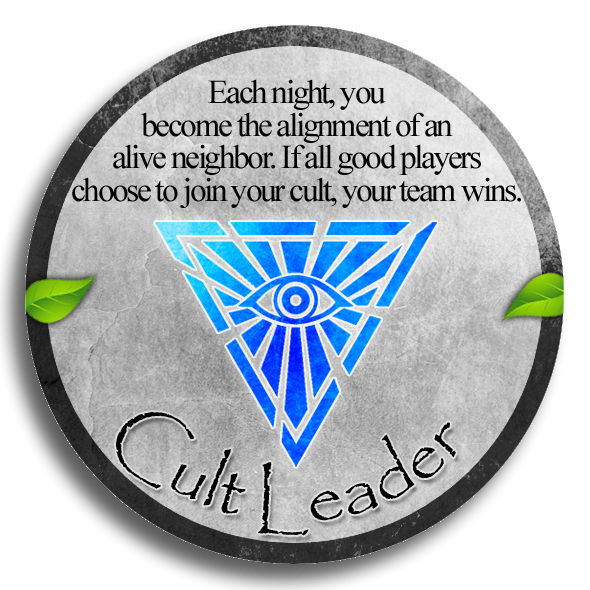 Each night, you
become the alignment of an
alive neighbor. If all good players
choose to join your cult, your team wins.
Cult Leader